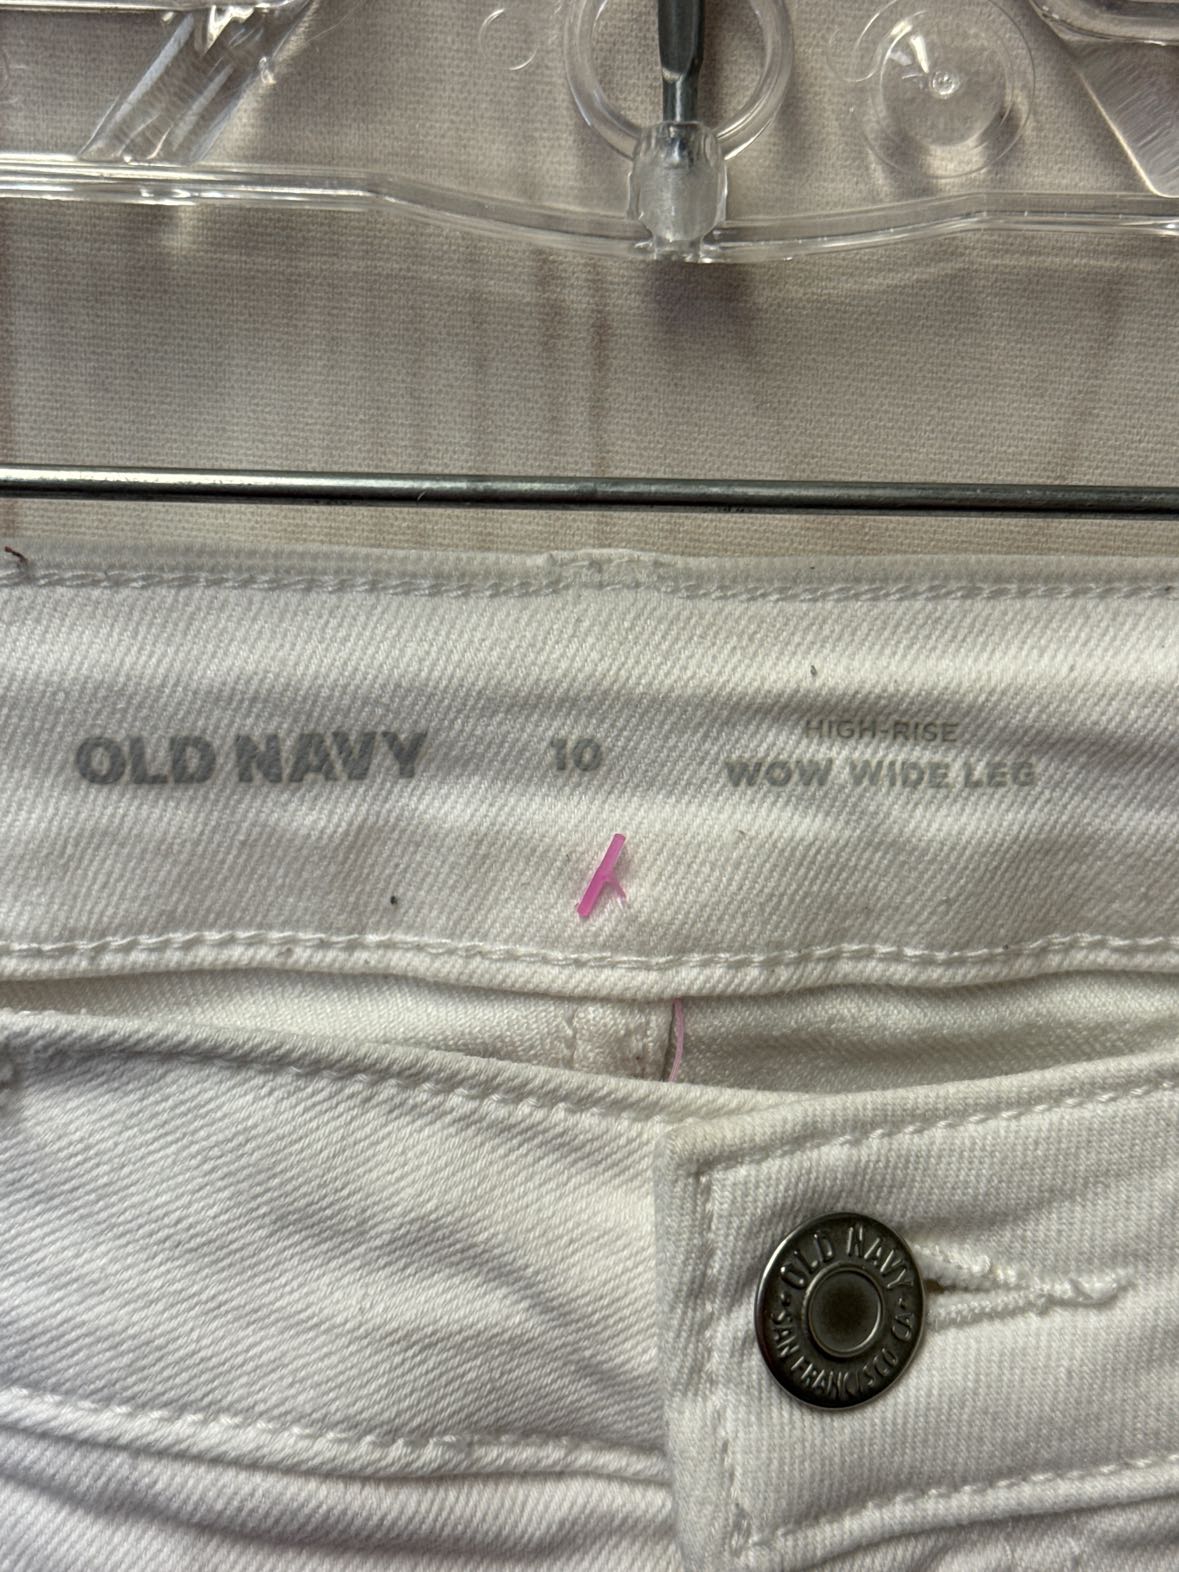 OLD NAVY
10
HIGH-RISE
WOW WIDE LEG
OLD NAVY
SAN FRANCISCO CA